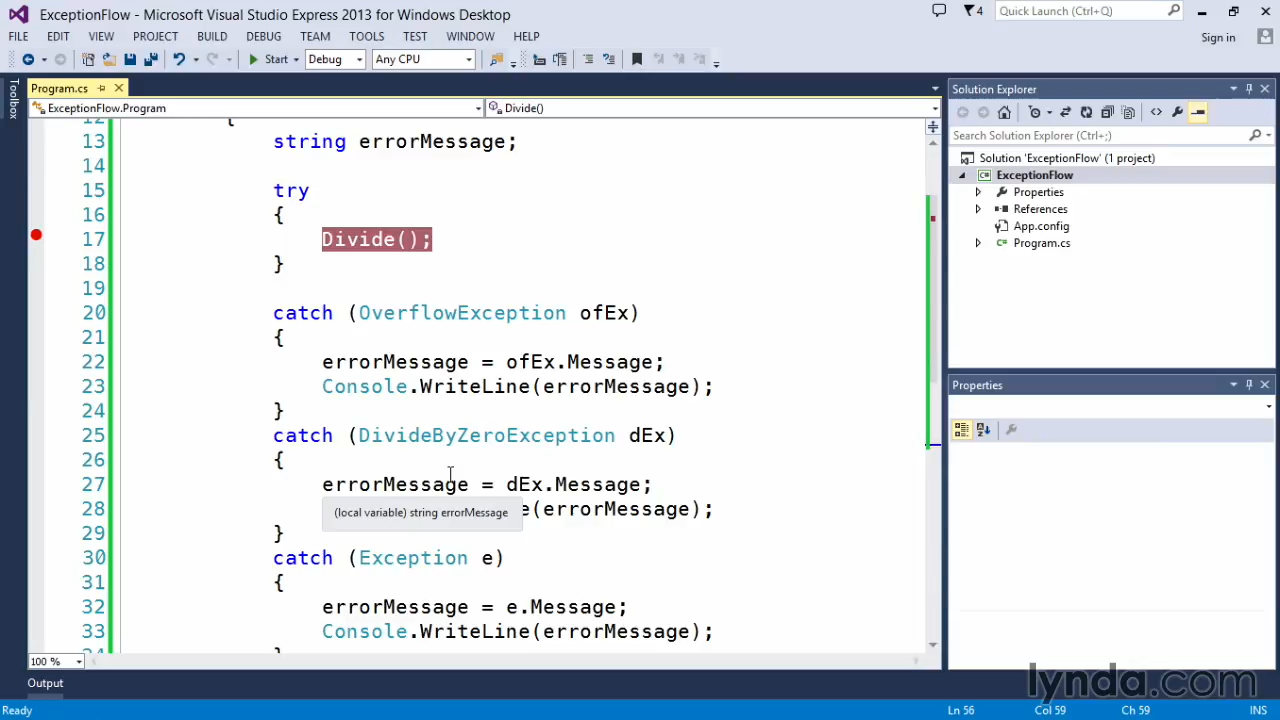 ExceptionFlow - Microsoft Visual Studio Express 2013 for Windows Desktop
4
Quick Launch (Ctrl+Q)
FILE EDIT VIEW PROJECT BUILD DEBUG TEAM TOOLS TEST WINDOW HELP
Sign in
Start Debug Any CPU
Toolbox
Program.cs
ExceptionFlow.Program
Divide()
12 {
13 string errorMessage;
14
15 try
16 {
17 Divide();
18 }
19
20 catch (OverflowException ofEx)
21 {
22 errorMessage = ofEx.Message;
23 Console.WriteLine(errorMessage);
24 }
25 catch (DivideByZeroException dEx)
26 {
27 errorMessage = dEx.Message;
(local variable) string errorMessage
28 e(errorMessage);
29 }
30 catch (Exception e)
31 {
32 errorMessage = e.Message;
33 Console.WriteLine(errorMessage);
100 %
Output
Solution Explorer
Search Solution Explorer (Ctrl+;)
Solution 'ExceptionFlow' (1 project)
C# ExceptionFlow
Properties
References
App.config
Program.cs
Properties
lynda.com
Ready
Ln 56 Col 59 Ch 59 INS